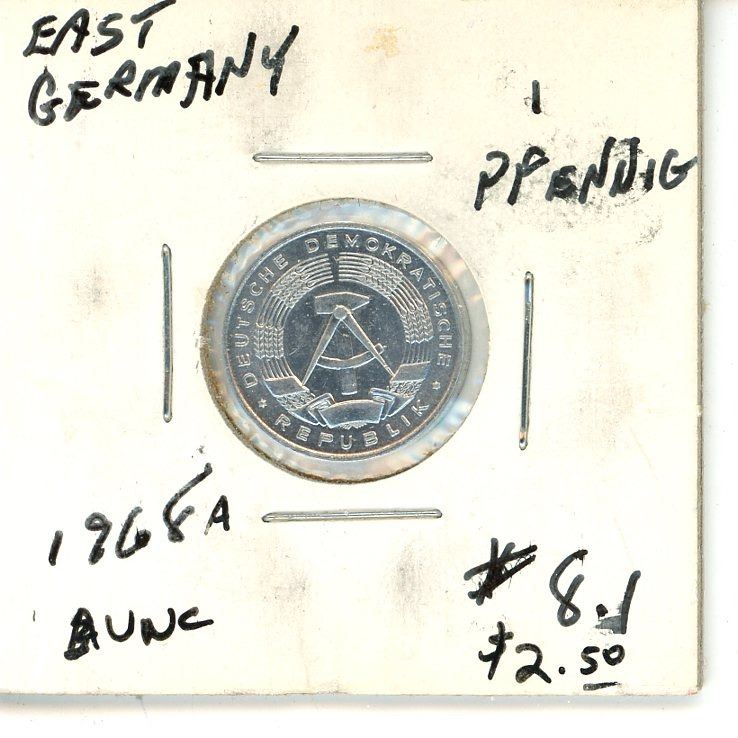 EAST
GERMANY
1
PFENNIG
DEUTSCHE DEMOKRATISCHE
REPUBLIK
1968A
AUNC
# 8.1
$2.50